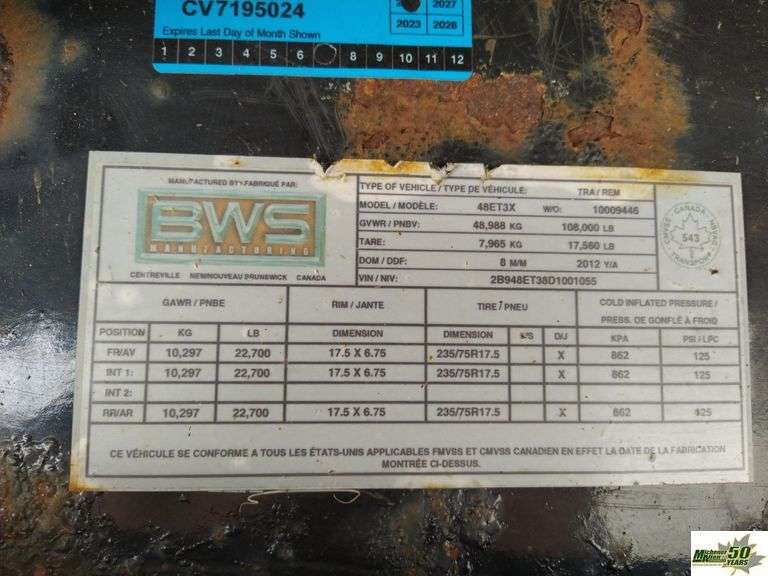 CV7195024
2027
2023 2026
Expires Last Day of Month Shown
1 2 3 4 5 6 8 9 10 11 12
MANUFACTURED BY • FABRIQUÉ PAR:
BWS
MANUFACTURING
CENTREVILLE NEW/NOUVEAU BRUNSWICK CANADA
TYPE OF VEHICLE / TYPE DE VÉHICULE: TRA / REM
MODEL / MODÈLE: 48ET3X W/O: 10009446
GVWR / PNBV: 48,988 KG 108,000 LB
TARE: 7,965 KG 17,560 LB
DOM / DDF: 8 M/M 2012 Y/A
VIN / NIV: 2B948ET38D1001055
CANADA
CMVSS NSVAC
543
TRANSPORT
GAWR / PNBE RIM / JANTE TIRE / PNEU COLD INFLATED PRESSURE /
PRESS. DE GONFLÉ À FROIQ
POSITION KG LB DIMENSION DIMENSION S/S D/J KPA PSI / LPC
FR/AV 10,297 22,700 17.5 X 6.75 235/75R17.5 X 862 125
INT 1: 10,297 22,700 17.5 X 6.75 235/75R17.5 X 862 125
INT 2:
RR/AR 10,297 22,700 17.5 X 6.75 235/75R17.5 X 862 125
CE VÉHICULE SE CONFORME A TOUS LES ÉTATS-UNIS APPLICABLES FMVSS ET CMVSS CANADIEN EN EFFET LA DATE DE LA FABRICATION
MONTRÉE CI-DESSUS.
50
YEARS